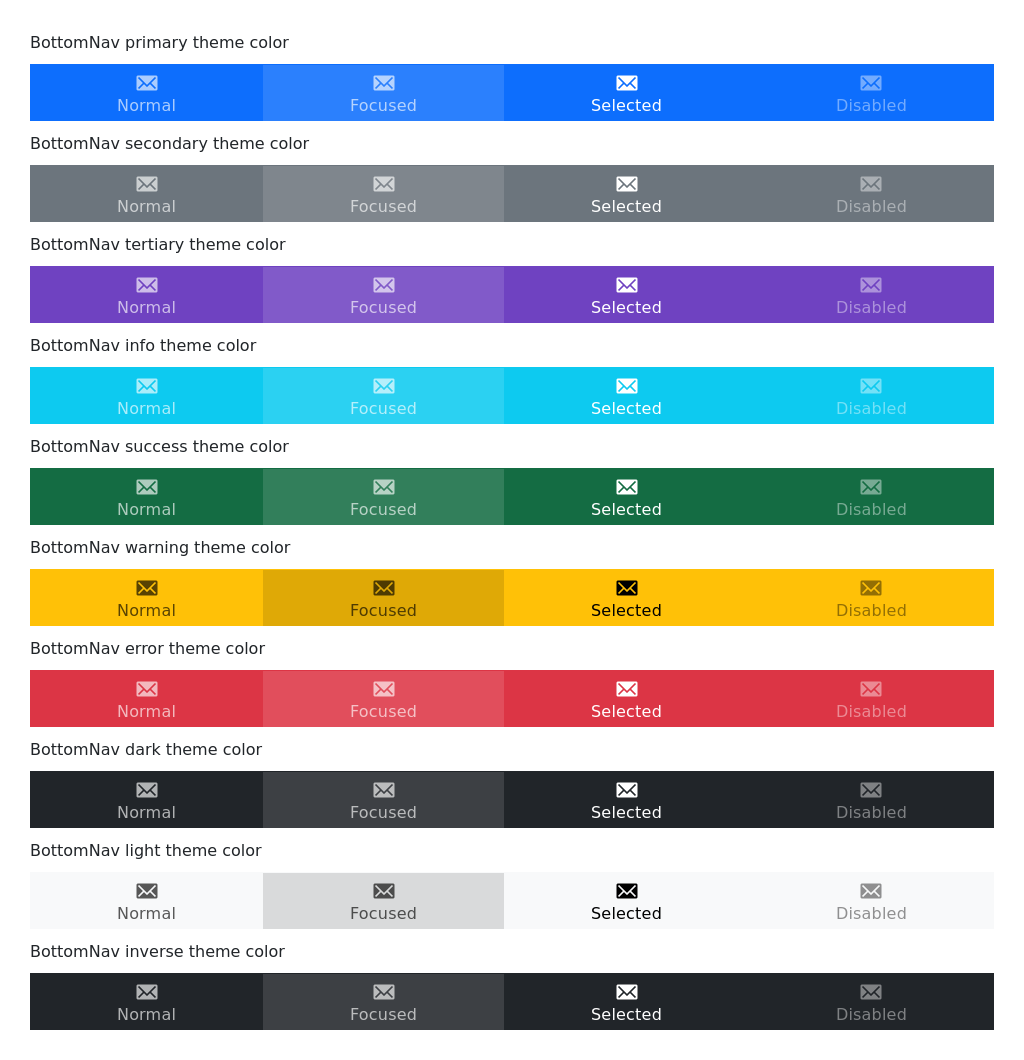 BottomNav primary theme color
Normal Focused Selected Disabled
BottomNav secondary theme color
Normal Focused Selected Disabled
BottomNav tertiary theme color
Normal Focused Selected Disabled
BottomNav info theme color
Normal Focused Selected Disabled
BottomNav success theme color
Normal Focused Selected Disabled
BottomNav warning theme color
Normal Focused Selected Disabled
BottomNav error theme color
Normal Focused Selected Disabled
BottomNav dark theme color
Normal Focused Selected Disabled
BottomNav light theme color
Normal Focused Selected Disabled
BottomNav inverse theme color
Normal Focused Selected Disabled